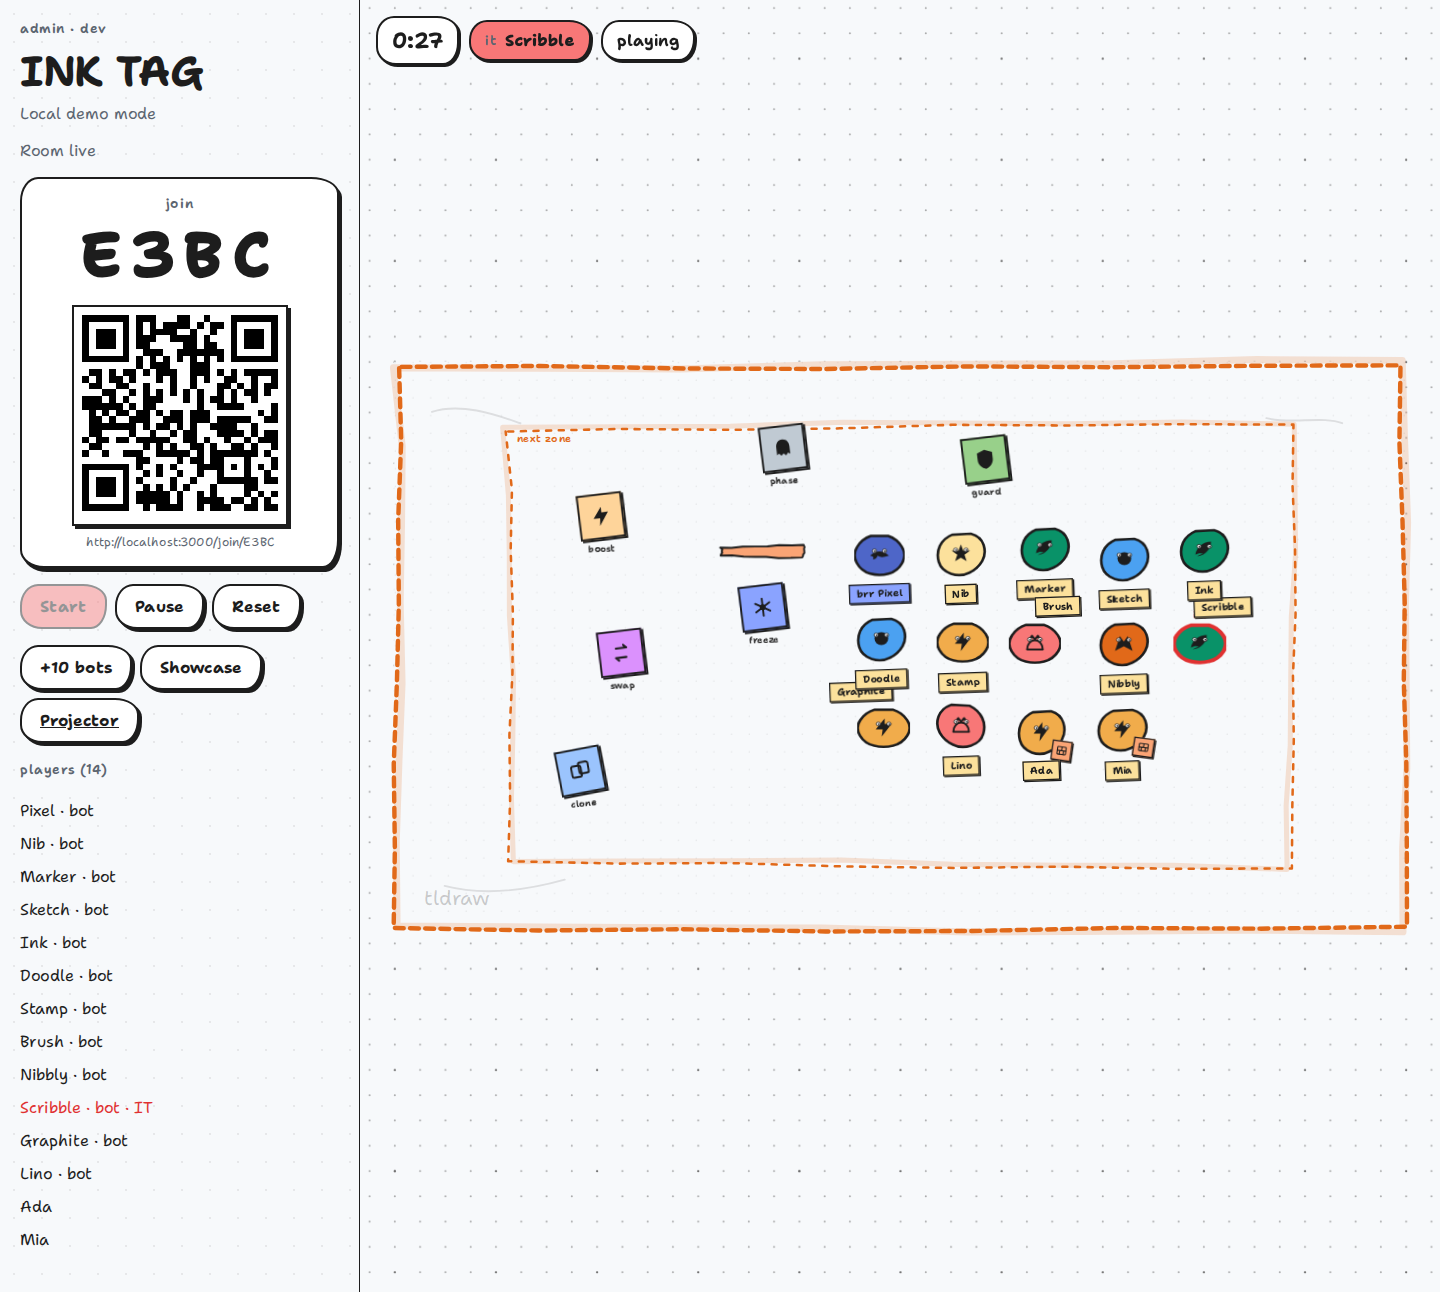 admin · dev
INK TAG
Local demo mode
Room live
join
E3BC
http://localhost:3000/join/E3BC
Start
Pause
Reset
+10 bots
Showcase
Projector
players (14)
Pixel · bot
Nib · bot
Marker · bot
Sketch · bot
Ink · bot
Doodle · bot
Stamp · bot
Brush · bot
Nibbly · bot
Scribble · bot · IT
Graphite · bot
Lino · bot
Ada
Mia
0:27
it Scribble
playing
next zone
phase
guard
boost
freeze
swap
clone
brr Pixel
Nib
Marker
Brush
Sketch
Ink
Scribble
Doodle
Graphite
Stamp
Nibbly
Lino
Ada
Mia
tldraw